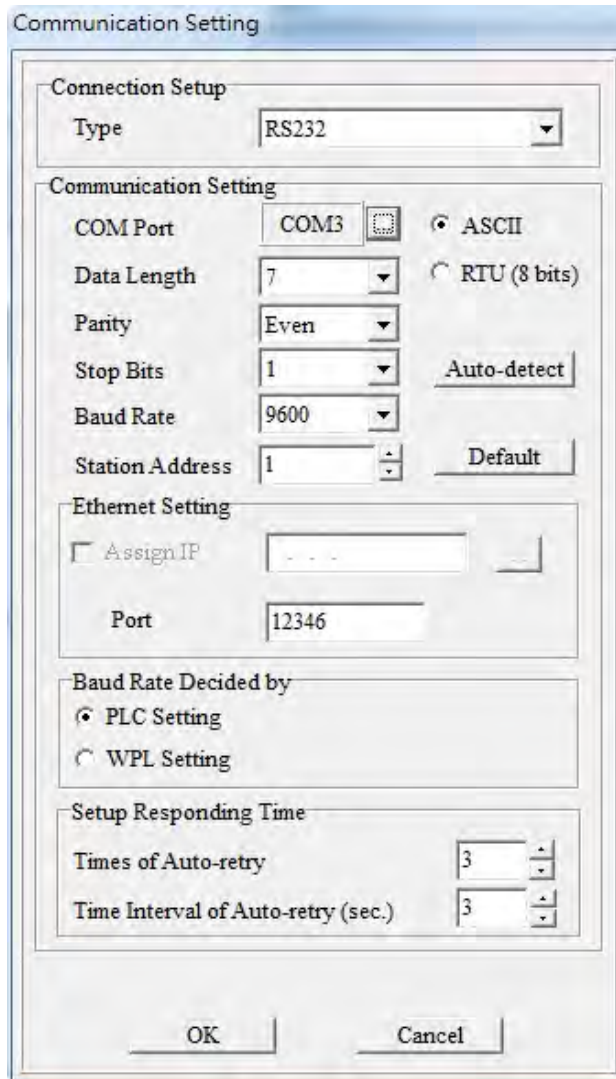 Communication Setting
Connection Setup
Type RS232
Communication Setting
COM Port COM3 ASCII
Data Length 7 RTU (8 bits)
Parity Even
Stop Bits 1 Auto-detect
Baud Rate 9600
Station Address 1 Default
Ethernet Setting
Assign IP . . . ...
Port 12346
Baud Rate Decided by
PLC Setting
WPL Setting
Setup Responding Time
Times of Auto-retry 3
Time Interval of Auto-retry (sec.) 3
OK Cancel